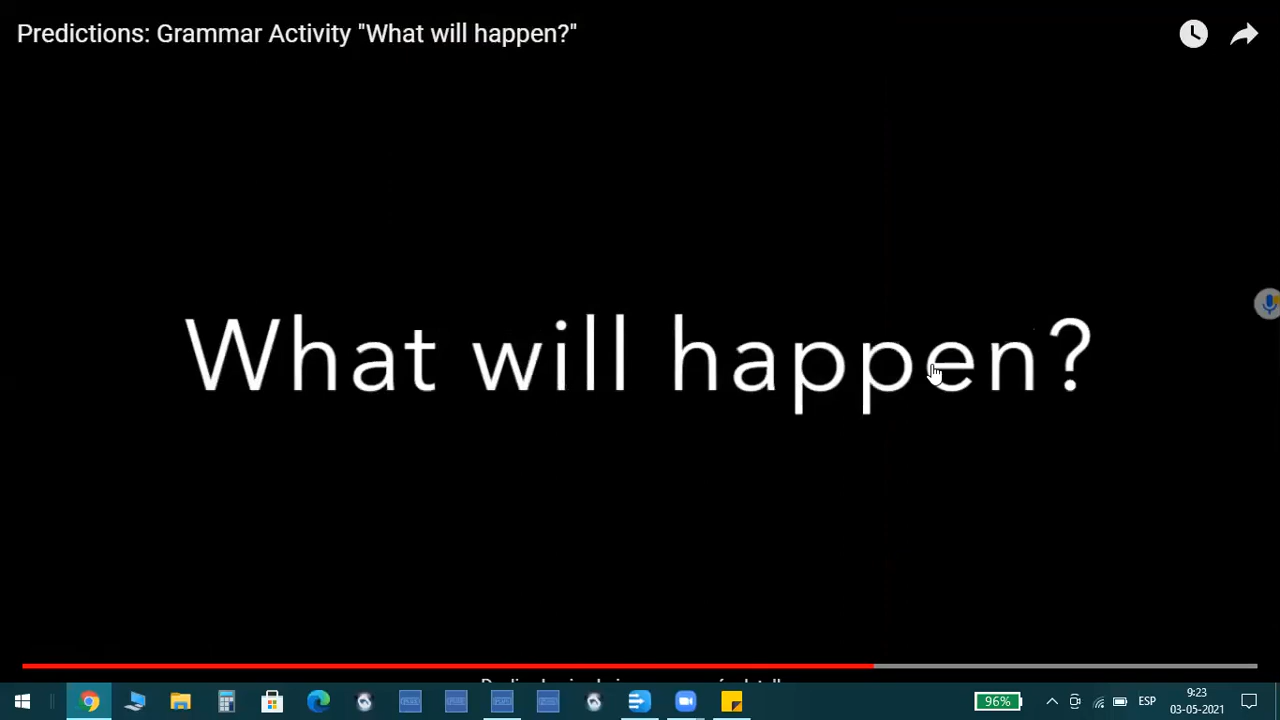 Predictions: Grammar Activity "What will happen?"
What will happen?
96%
ESP
9:23
03-05-2021